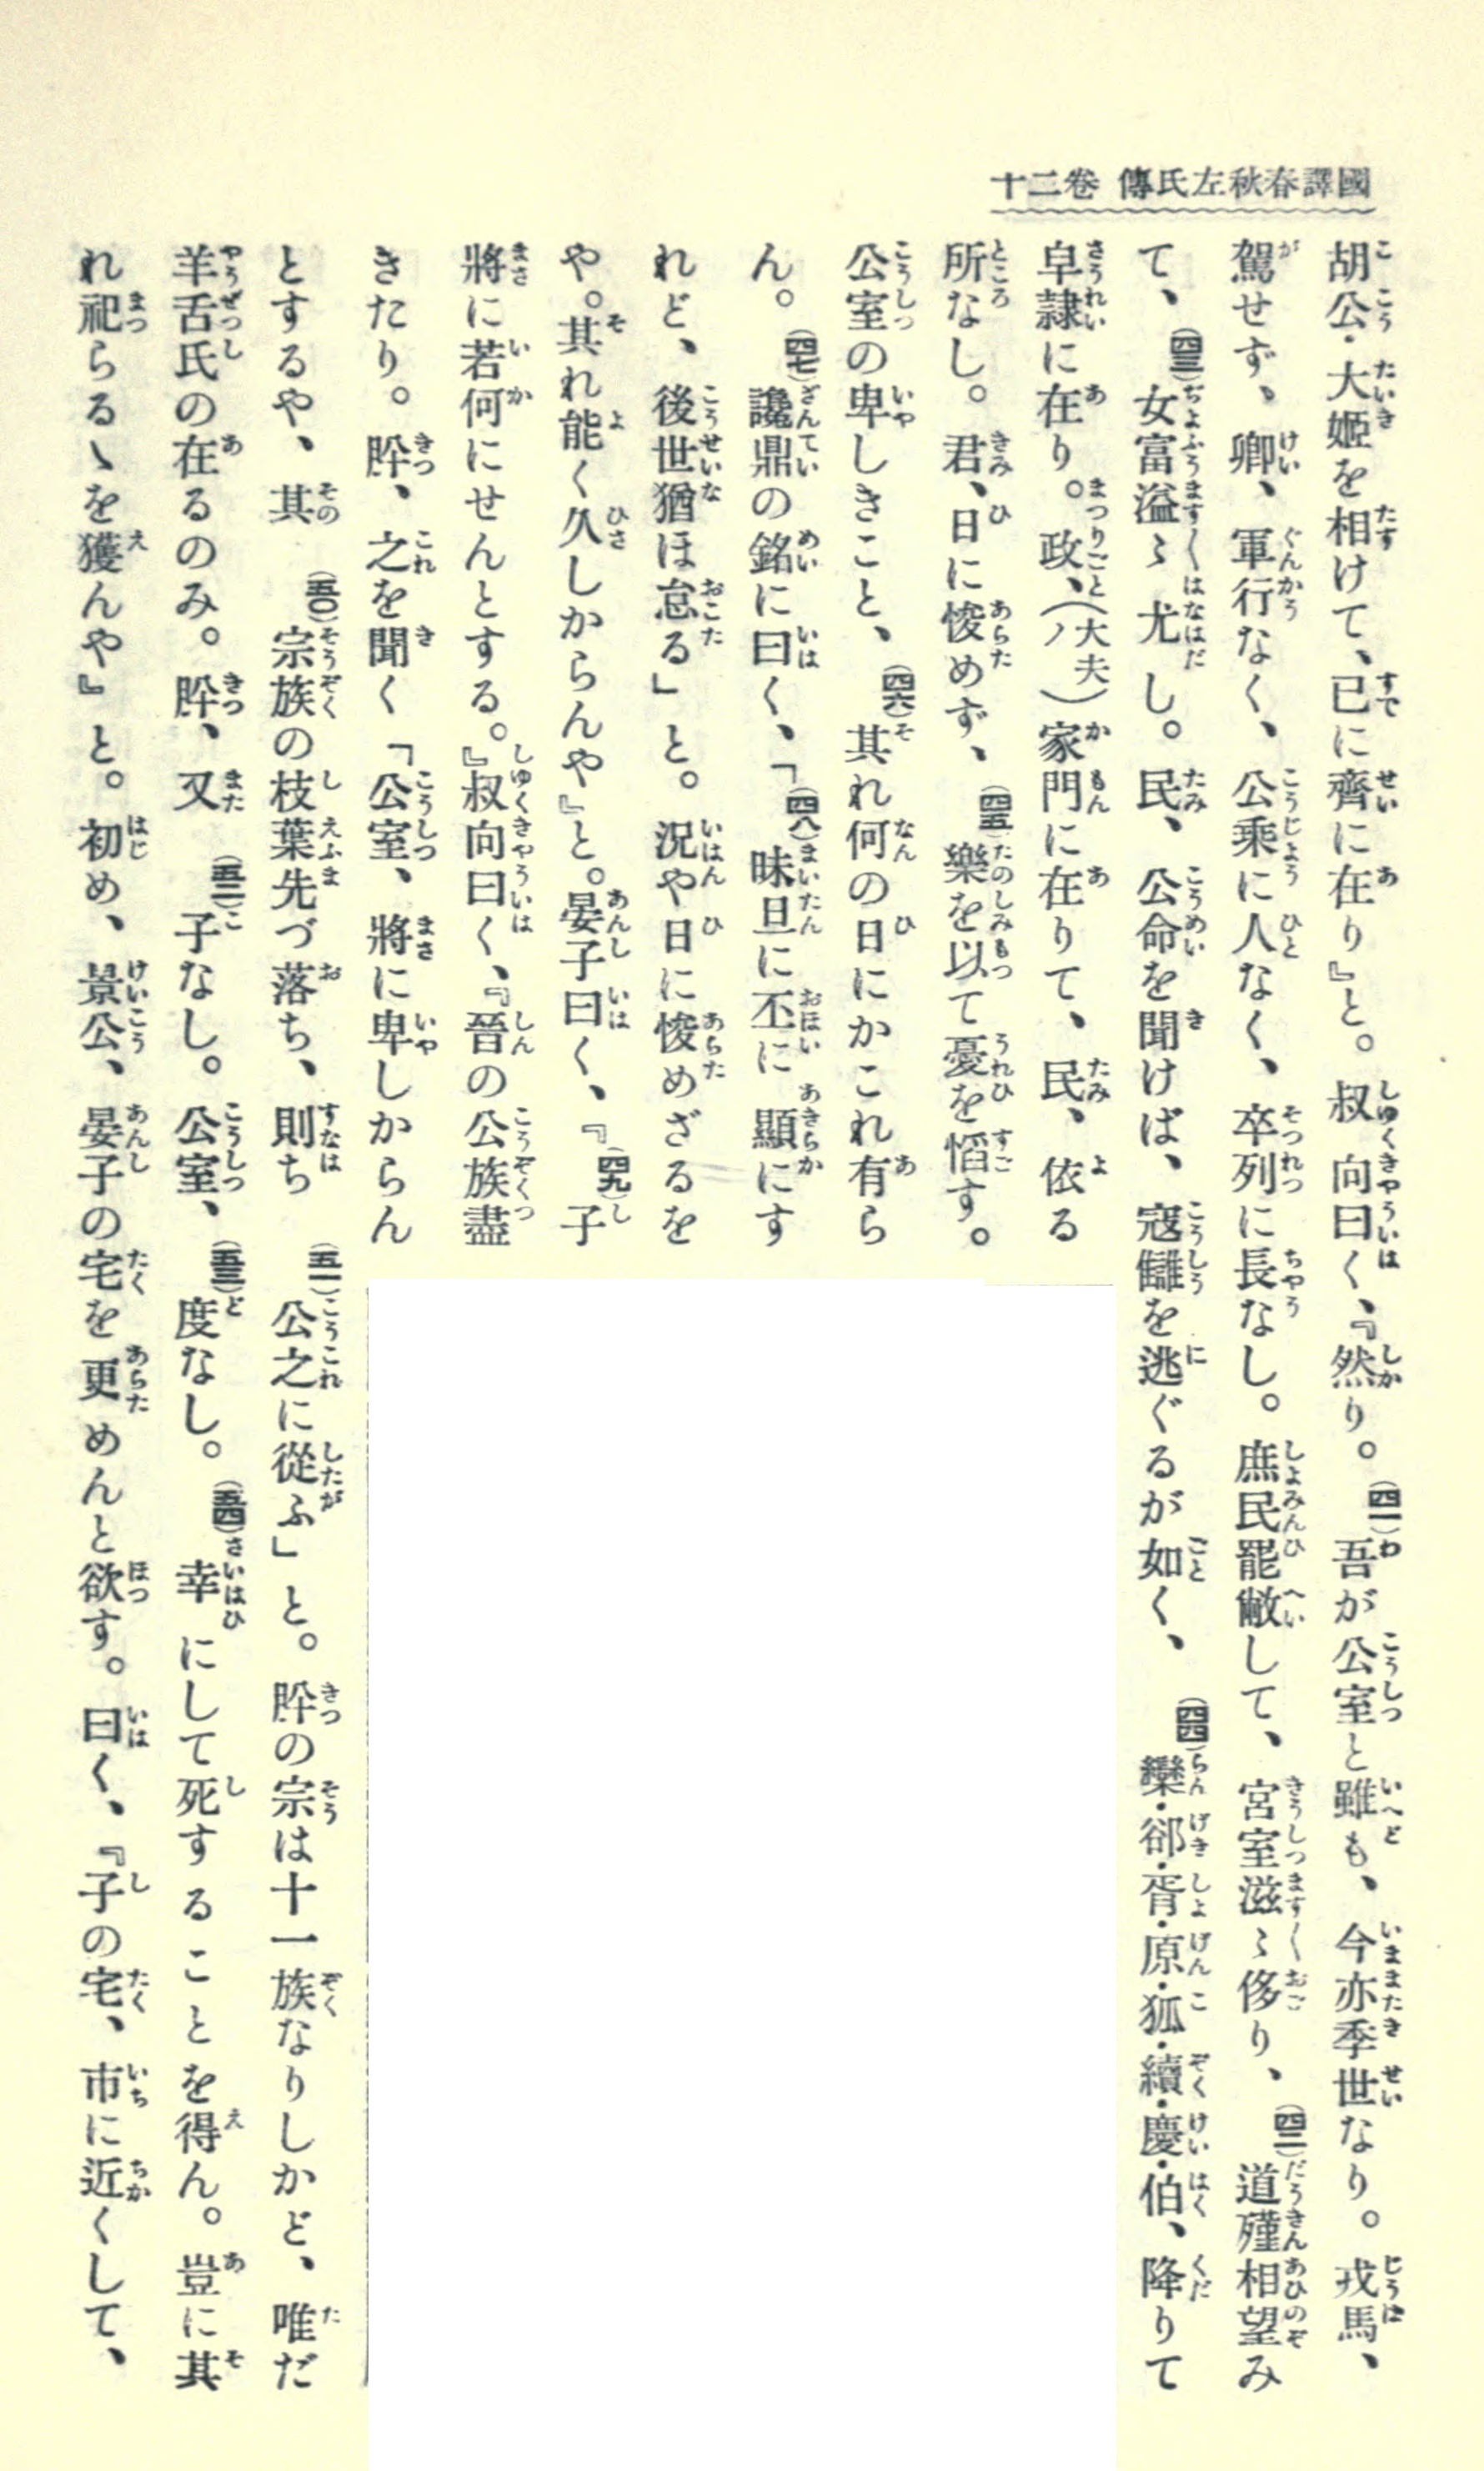 國譯春秋左氏傳 卷二十
胡公・大姬を相けて、已に齊に在り』と。叔向曰く、『然り。(四一)吾が公室と雖も、今亦季世なり。戎馬、
駕せず、卿、軍行なく、公乘に人なく、卒列に長なし。庶民罷敝して、宮室滋〻侈り、(四二)道殣相望み
て、(四三)女富溢〻尤し。民、公命を聞けば、寇讎を逃ぐるが如く、(四四)欒・郤・胥・原・狐・續・慶・伯、降りて
皁隷に在り。政、(大夫ノ)家門に在りて、民、依る
所なし。君、日に悛めず、(四五)樂を以て憂を慆す。
公室の卑しきこと、(四六)其れ何の日にかこれ有ら
ん。(四七)讒鼎の銘に曰く、「(四八)昧旦に丕に顯にす
れど、後世猶ほ怠る」と。況や日に悛めざるを
や。其れ能く久しからんや』と。晏子曰く、『(四九)子
將に若何にせんとする。』叔向曰く、『晉の公族盡
きたり。肸、之を聞く「公室、將に卑しからん
とするや、其(五〇)宗族の枝葉先づ落ち、則ち(五一)公之に從ふ」と。肸の宗は十一族なりしかど、唯だ
羊舌氏の在るのみ。肸、又(五二)子なし。公室、(五三)度なし。(五四)幸にして死することを得ん。豈に其
れ祀らるゝを獲んや』と。初め、景公、晏子の宅を更めんと欲す。曰く、『子の宅、市に近くして、